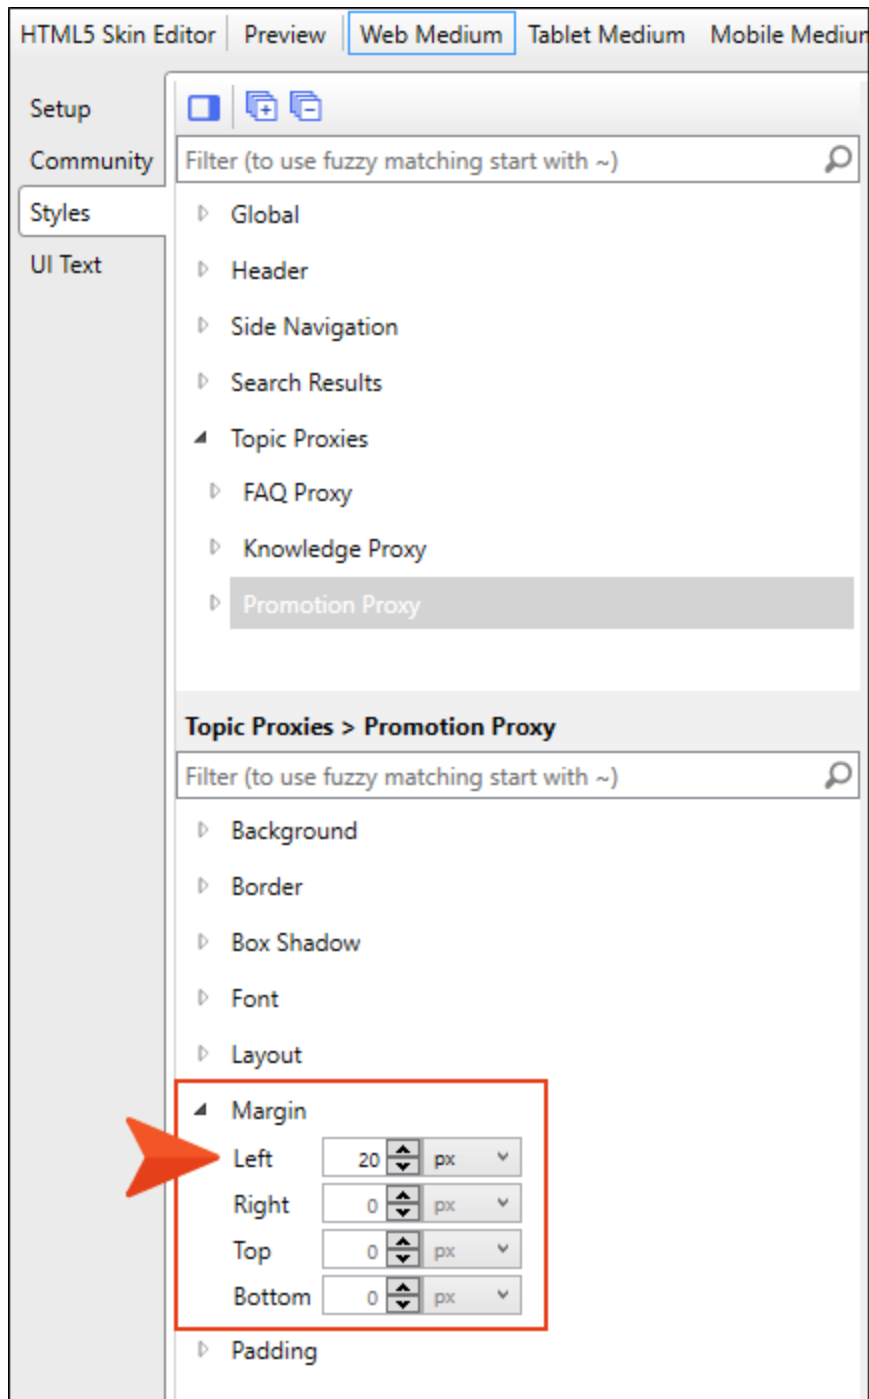 HTML5 Skin Editor Preview Web Medium Tablet Medium Mobile Medium
Setup
Community
Styles
UI Text
Filter (to use fuzzy matching start with ~)
Global
Header
Side Navigation
Search Results
Topic Proxies
FAQ Proxy
Knowledge Proxy
Promotion Proxy
Topic Proxies > Promotion Proxy
Filter (to use fuzzy matching start with ~)
Background
Border
Box Shadow
Font
Layout
Margin
Left 20 px
Right 0 px
Top 0 px
Bottom 0 px
Padding